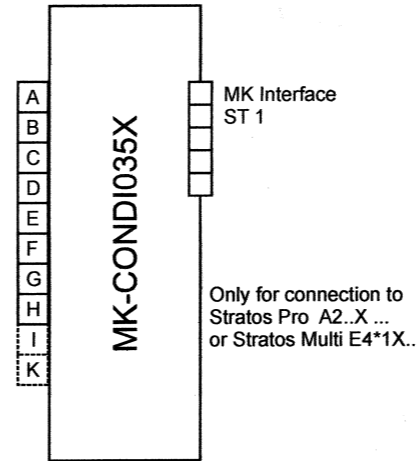 A
B
C
D
E
F
G
H
I
K
MK-CONDI035X
MK Interface
ST 1
Only for connection to
Stratos Pro A2..X ...
or Stratos Multi E4*1X..